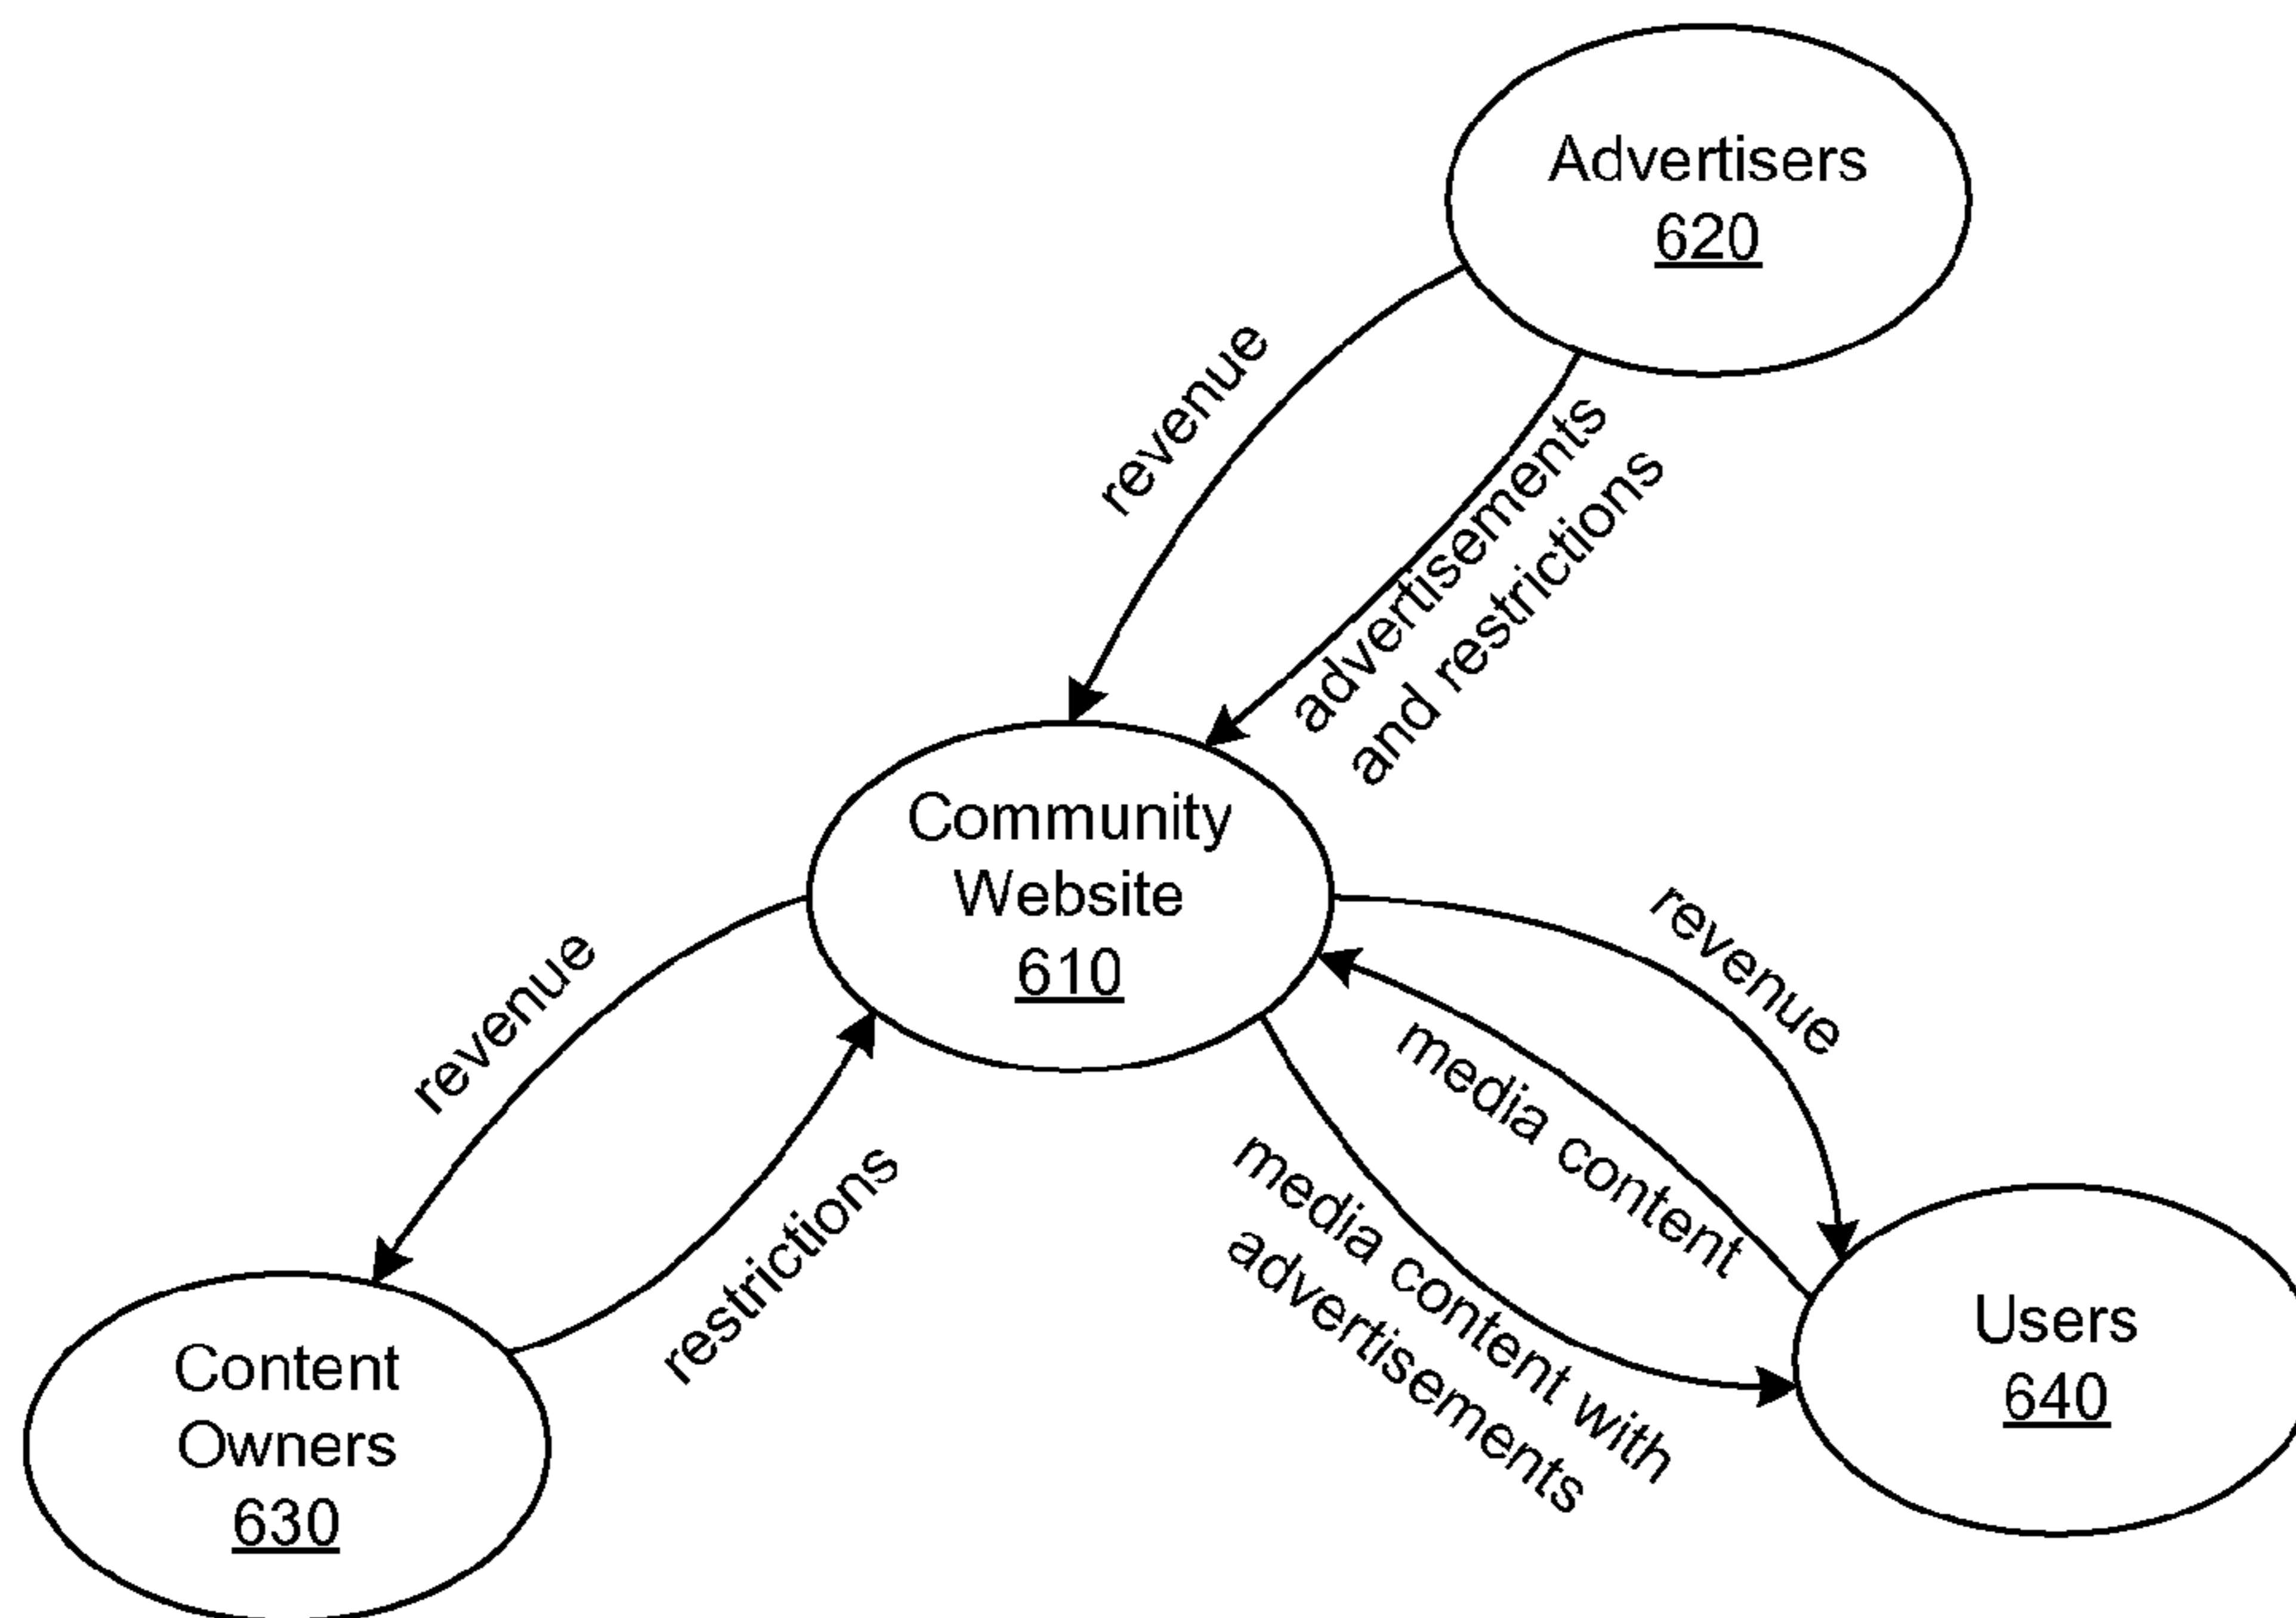 Advertisers
620
revenue
advertisements
and restrictions
Community
Website
610
revenue
restrictions
revenue
media content
media content with
advertisements
Content
Owners
630
Users
640